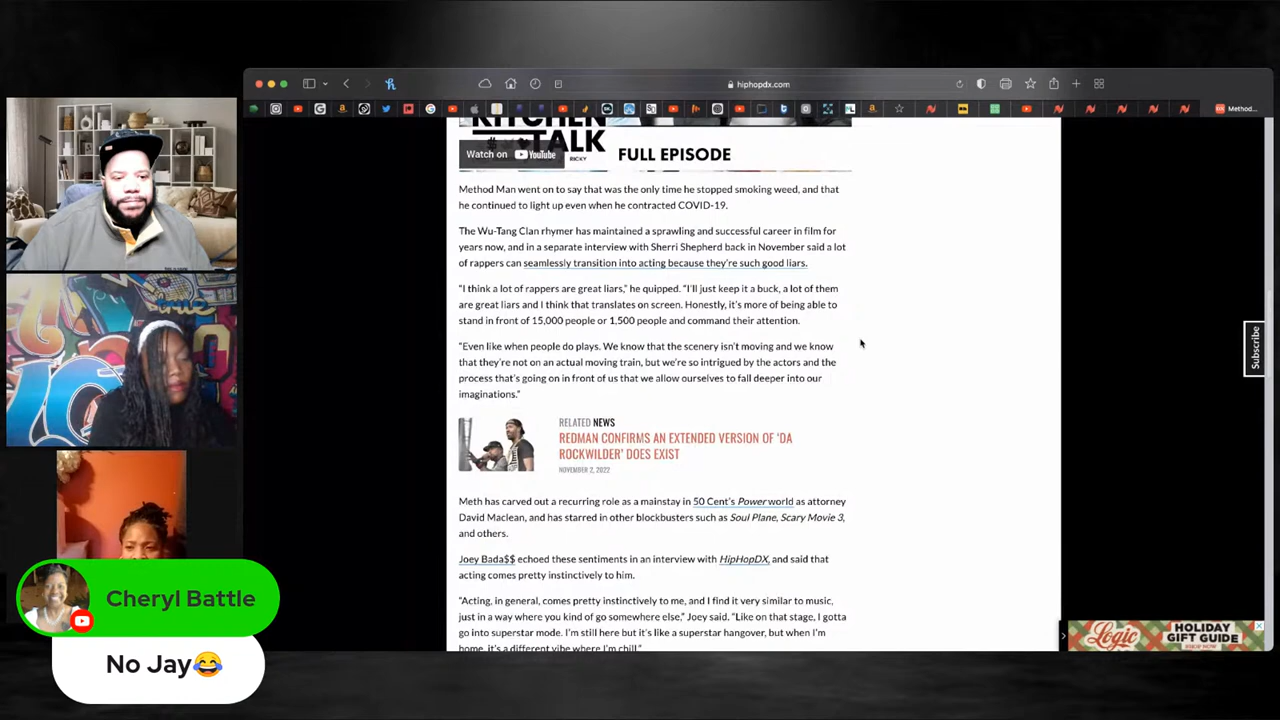 hiphopdx.com
Method...
KITCHEN
TALK
RICKY
Watch on YouTube
FULL EPISODE
Method Man went on to say that was the only time he stopped smoking weed, and that
he continued to light up even when he contracted COVID-19.
The Wu-Tang Clan rhymer has maintained a sprawling and successful career in film for
years now, and in a separate interview with Sherri Shepherd back in November said a lot
of rappers can seamlessly transition into acting because they're such good liars.
"I think a lot of rappers are great liars," he quipped. "I'll just keep it a buck, a lot of them
are great liars and I think that translates on screen. Honestly, it's more of being able to
stand in front of 15,000 people or 1,500 people and command their attention.
"Even like when people do plays. We know that the scenery isn't moving and we know
that they're not on an actual moving train, but we're so intrigued by the actors and the
process that's going on in front of us that we allow ourselves to fall deeper into our
imaginations."
RELATED NEWS
REDMAN CONFIRMS AN EXTENDED VERSION OF 'DA
ROCKWILDER' DOES EXIST
NOVEMBER 2, 2022
Meth has carved out a recurring role as a mainstay in 50 Cent's Power world as attorney
David Maclean, and has starred in other blockbusters such as Soul Plane, Scary Movie 3,
and others.
Joey Bada$$ echoed these sentiments in an interview with HipHopDX, and said that
acting comes pretty instinctively to him.
"Acting, in general, comes pretty instinctively to me, and I find it very similar to music,
just in a way where you kind of go somewhere else," Joey said. "Like on that stage, I gotta
go into superstar mode. I'm still here but it's like a superstar hangover, but when I'm
home, it's a different vibe where I'm chill."
Subscribe
Logic
HOLIDAY
GIFT GUIDE
true
Cheryl Battle
No Jay😂